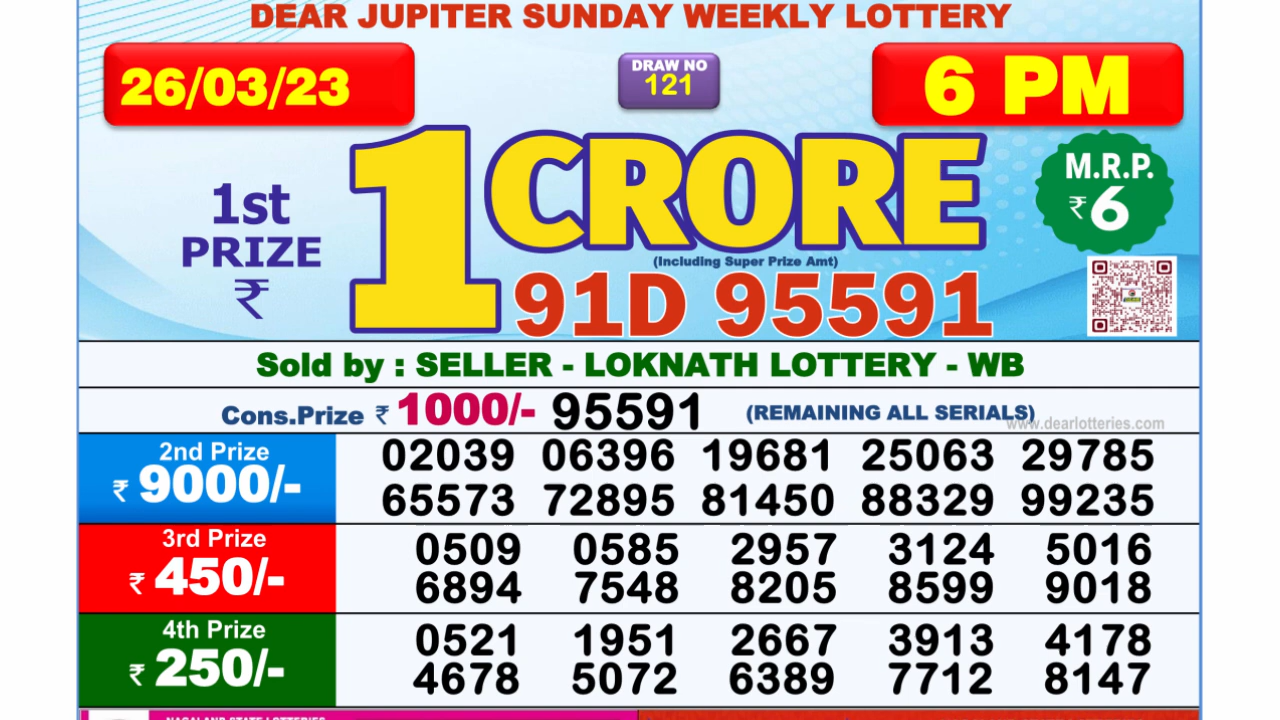 DEAR JUPITER SUNDAY WEEKLY LOTTERY
26/03/23
DRAW NO
121
6 PM
1st
PRIZE
₹
1 CRORE
(Including Super Prize Amt)
91D 95591
M.R.P.
₹6
Sold by : SELLER - LOKNATH LOTTERY - WB
Cons.Prize ₹ 1000/- 95591 (REMAINING ALL SERIALS)
www.dearlotteries.com
2nd Prize
₹ 9000/-
02039 06396 19681 25063 29785
65573 72895 81450 88329 99235
3rd Prize
₹ 450/-
0509 0585 2957 3124 5016
6894 7548 8205 8599 9018
4th Prize
₹ 250/-
0521 1951 2667 3913 4178
4678 5072 6389 7712 8147
NAGALAND STATE LOTTERIES